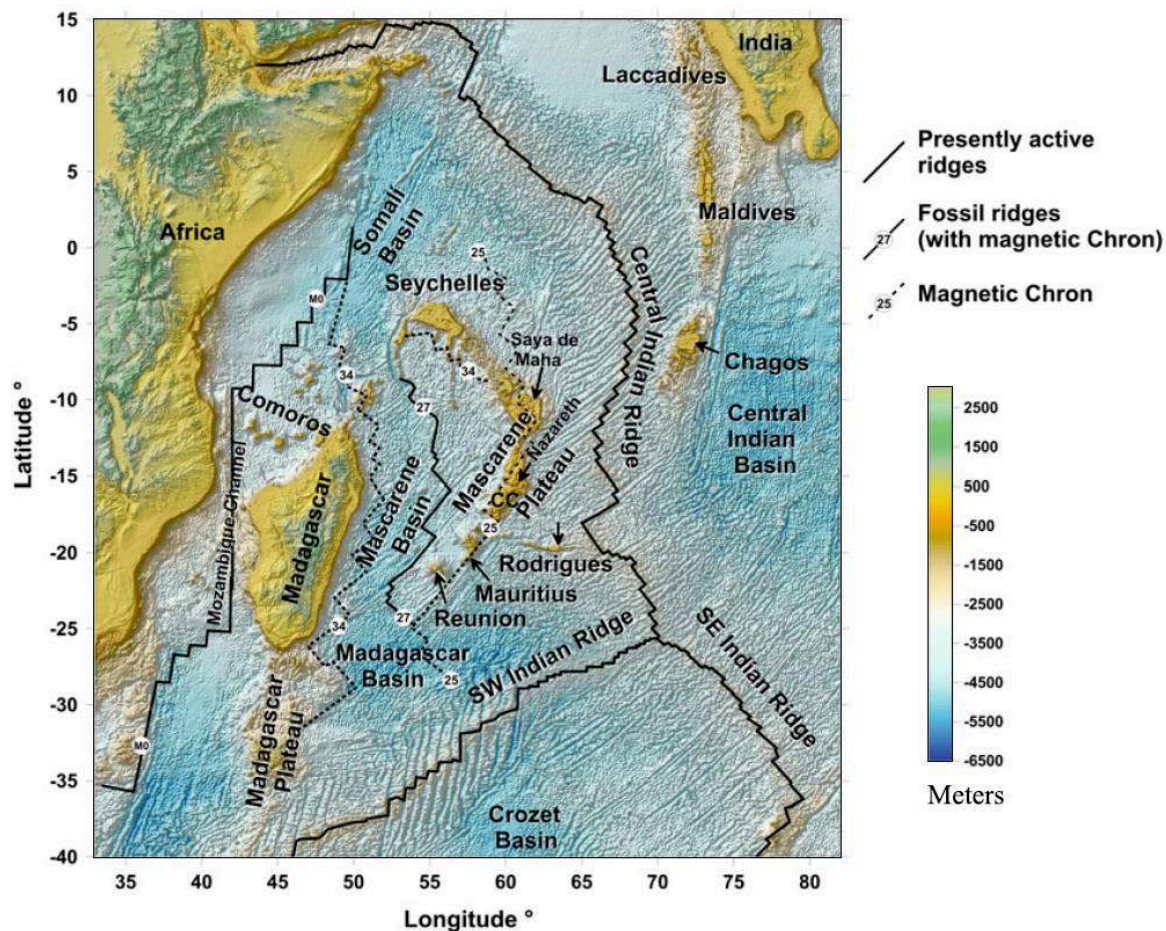 15
10
5
0
-5
-10
-15
-20
-25
-30
-35
-40
Latitude °
35
40
45
50
55
60
65
70
75
80
Longitude °
India
Laccadives
Maldives
Africa
Somali
Basin
Seychelles
Central Indian Ridge
Saya de
Maha
Chagos
Central
Indian
Basin
Comoros
Mozambique Channel
Madagascar
Mascarene
Basin
Mascarene
Plateau
Nazareth
CC
Rodrigues
Mauritius
Reunion
Madagascar
Basin
Madagascar
Plateau
SW Indian Ridge
SE Indian Ridge
Crozet
Basin
M0
34
25
34
27
25
34
27
25
M0
Presently active
ridges
Fossil ridges
27
(with magnetic Chron)
25
Magnetic Chron
2500
1500
500
-500
-1500
-2500
-3500
-4500
-5500
-6500
Meters